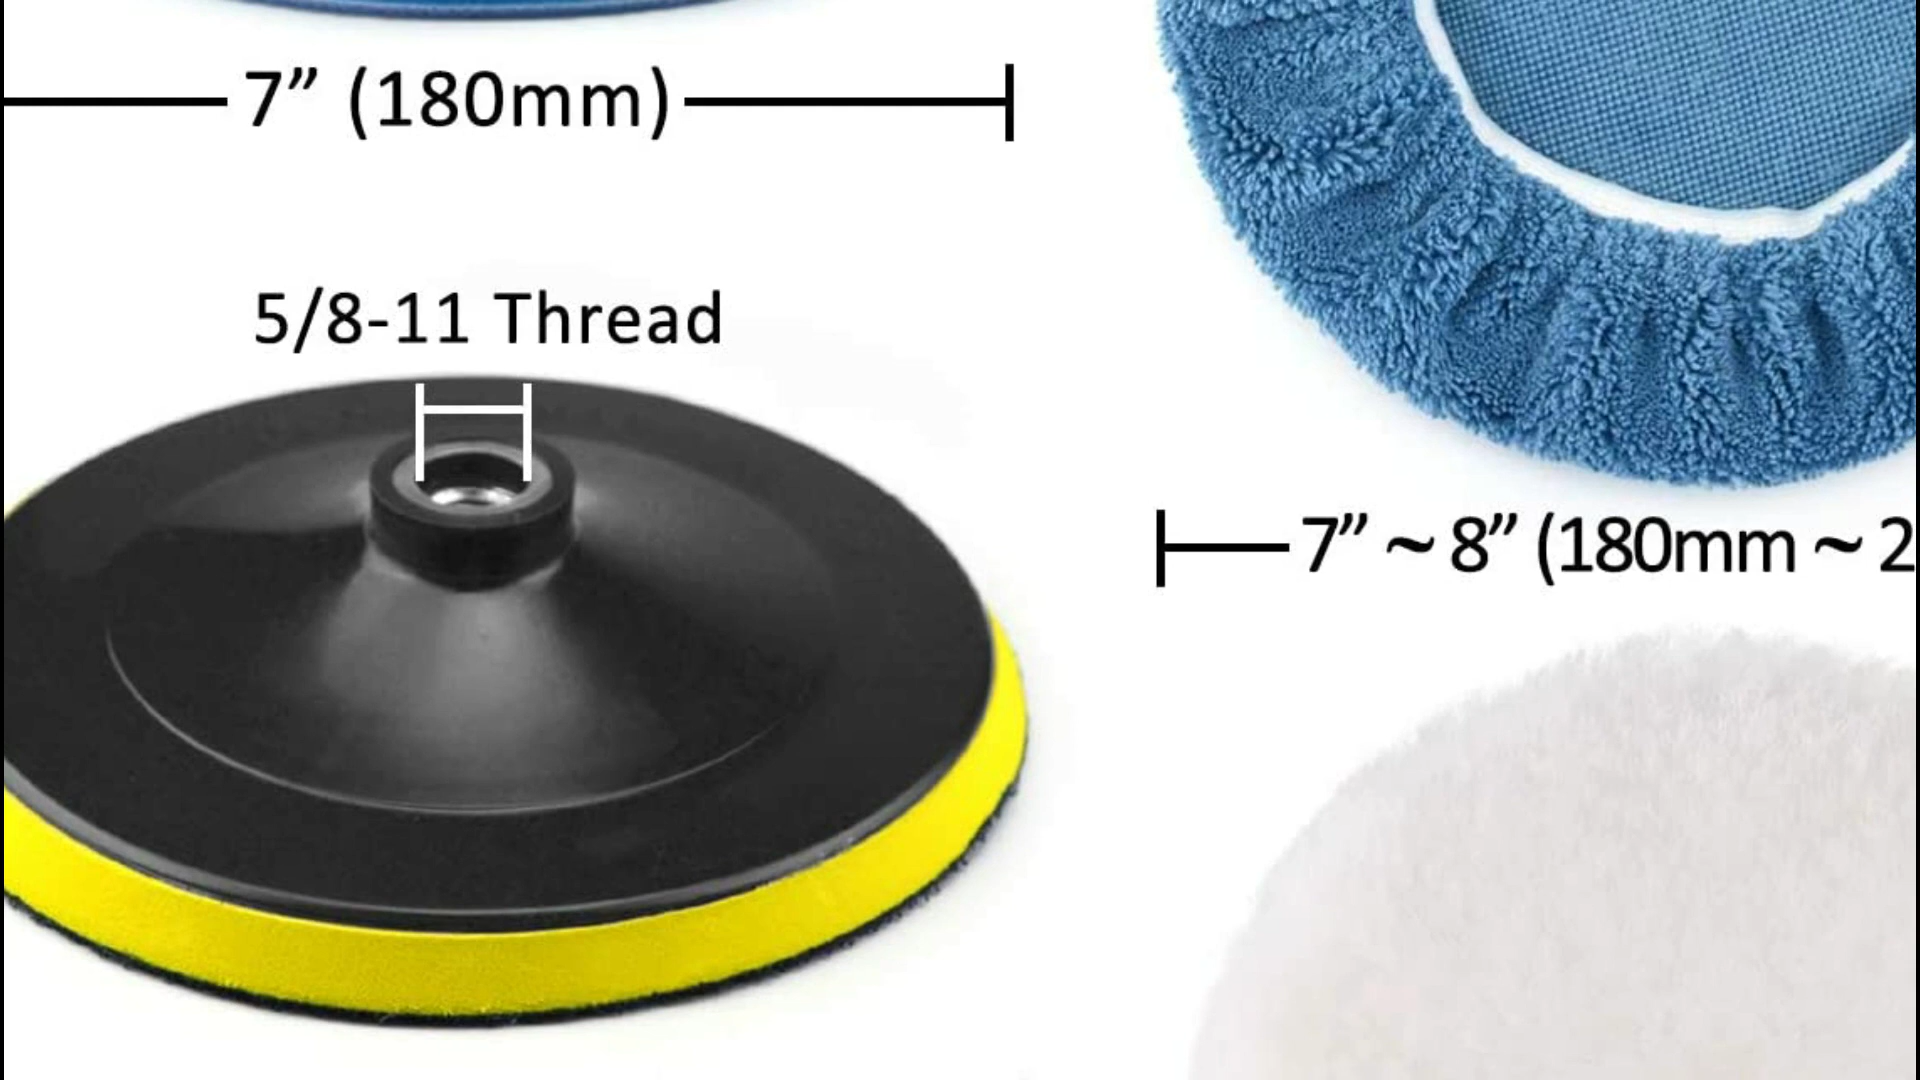 7” (180mm)
5/8-11 Thread
7” ~ 8” (180mm ~ 2